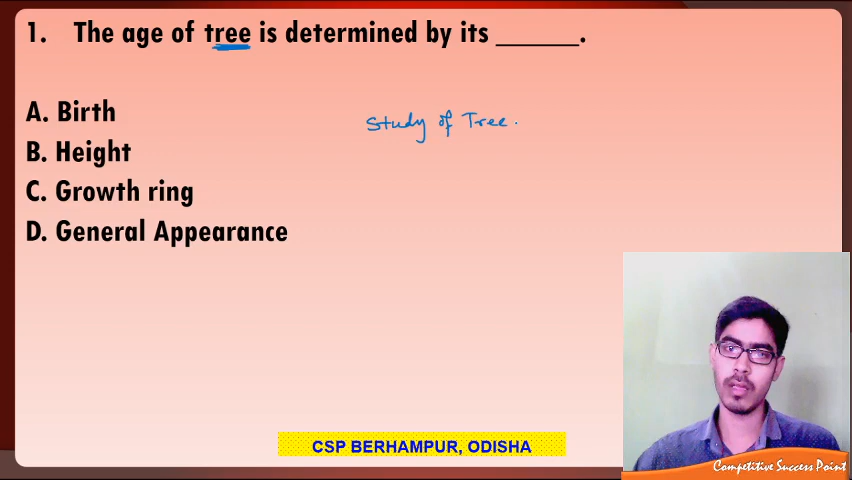 1. The age of tree is determined by its ______.
A. Birth
Study of Tree.
B. Height
C. Growth ring
D. General Appearance
CSP BERHAMPUR, ODISHA
Competitive Success Point